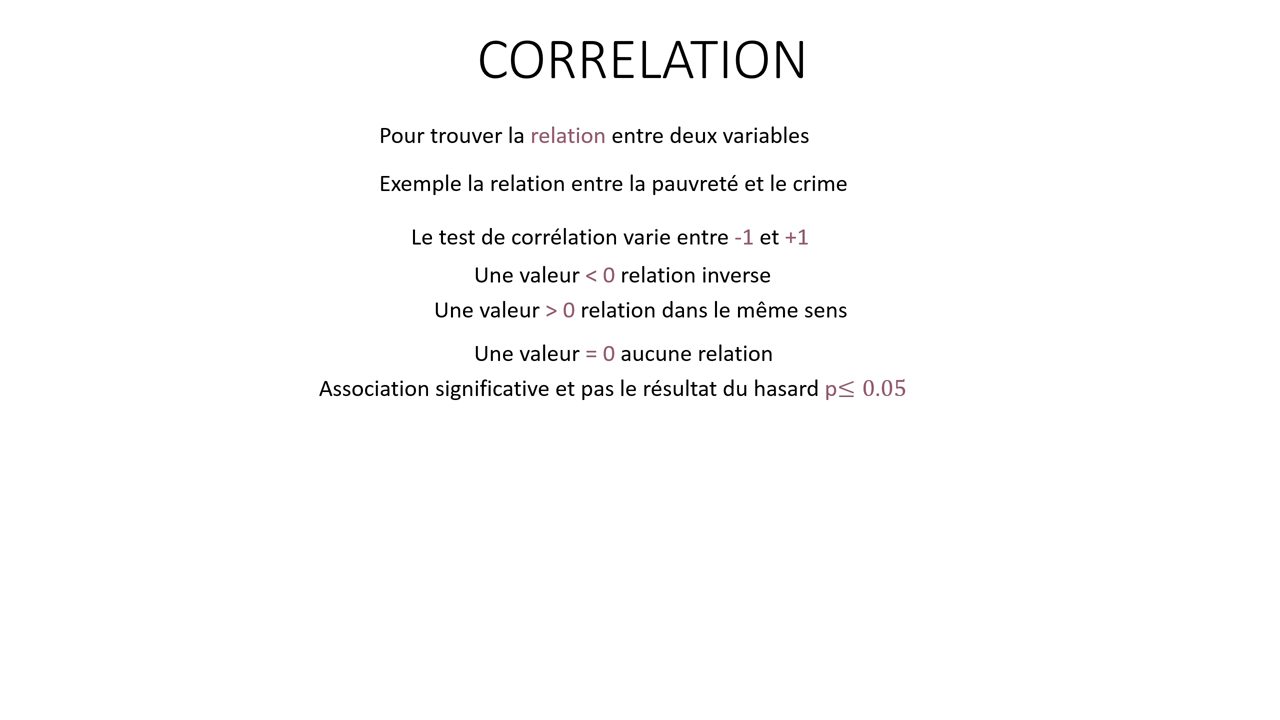 CORRELATION
Pour trouver la relation entre deux variables
Exemple la relation entre la pauvreté et le crime
Le test de corrélation varie entre -1 et +1
Une valeur < 0 relation inverse
Une valeur > 0 relation dans le même sens
Une valeur = 0 aucune relation
Association significative et pas le résultat du hasard p≤ 0.05